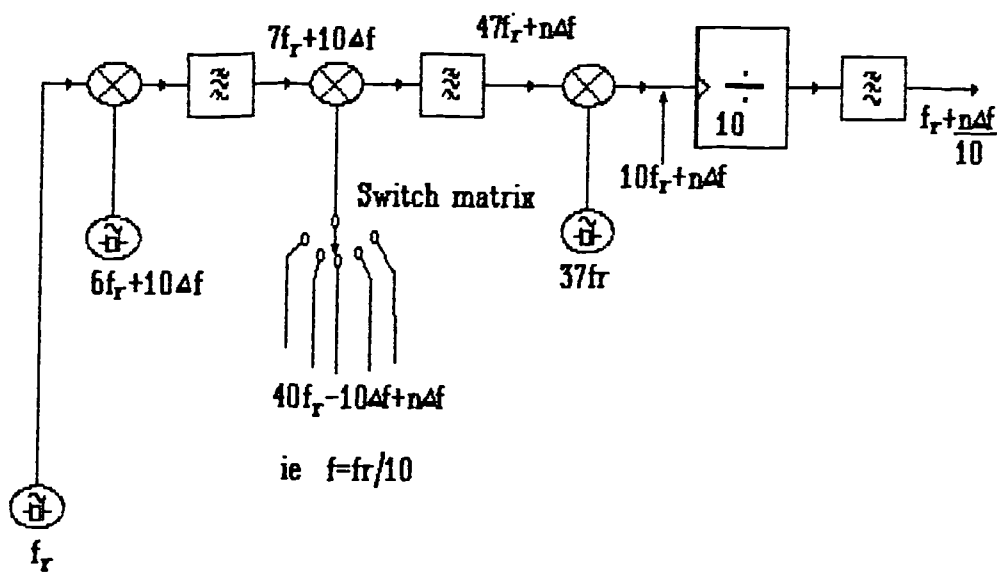 7fr+10Δf
47fr+nΔf
10
fr+nΔf
10
10fr+nΔf
Switch matrix
6fr+10Δf
37fr
40fr-10Δf+nΔf
ie f=fr/10
fr